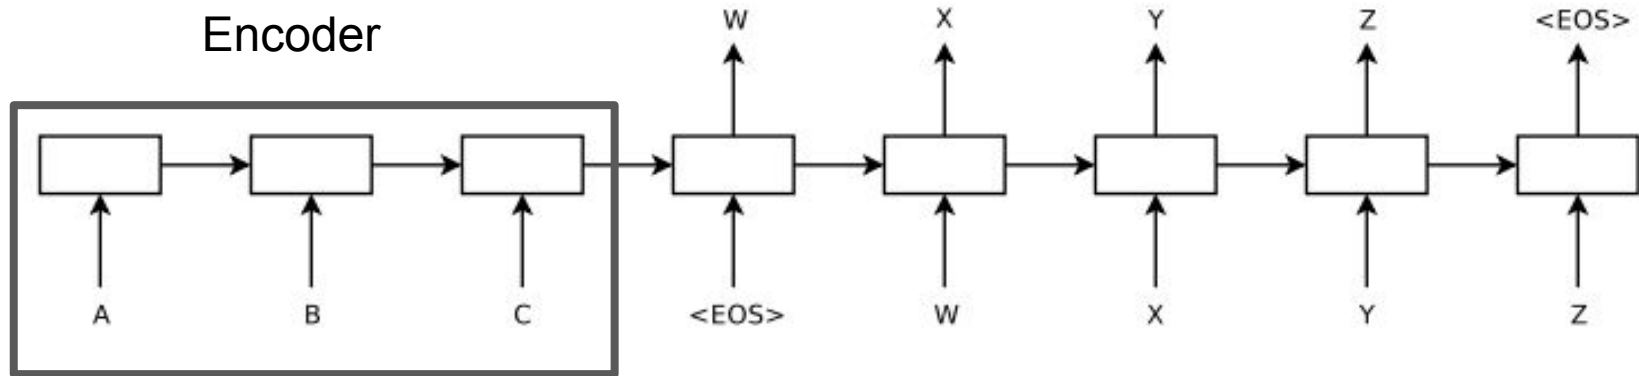 Encoder
W X Y Z <EOS>
A B C <EOS> W X Y Z